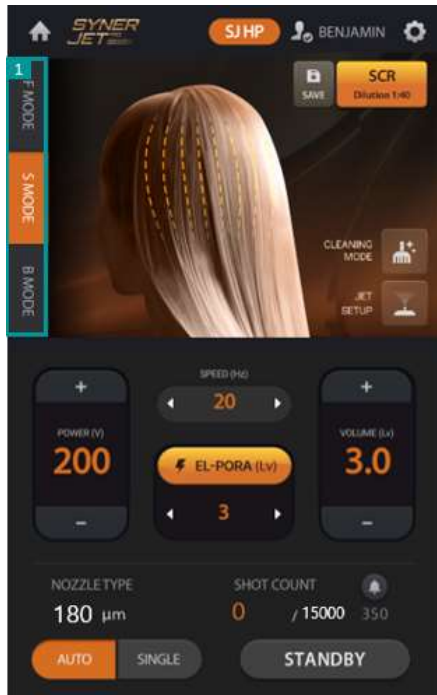 SYNER
JET
SJ HP
BENJAMIN
1
F MODE
S MODE
B MODE
SAVE
SCR
Dilution 1:40
CLEANING
MODE
JET
SETUP
SPEED (Hz)
20
POWER (V)
200
EL-PORA (Lv)
3
VOLUME (Lv)
3.0
NOZZLE TYPE
180 μm
SHOT COUNT
0 / 15000 350
AUTO
SINGLE
STANDBY